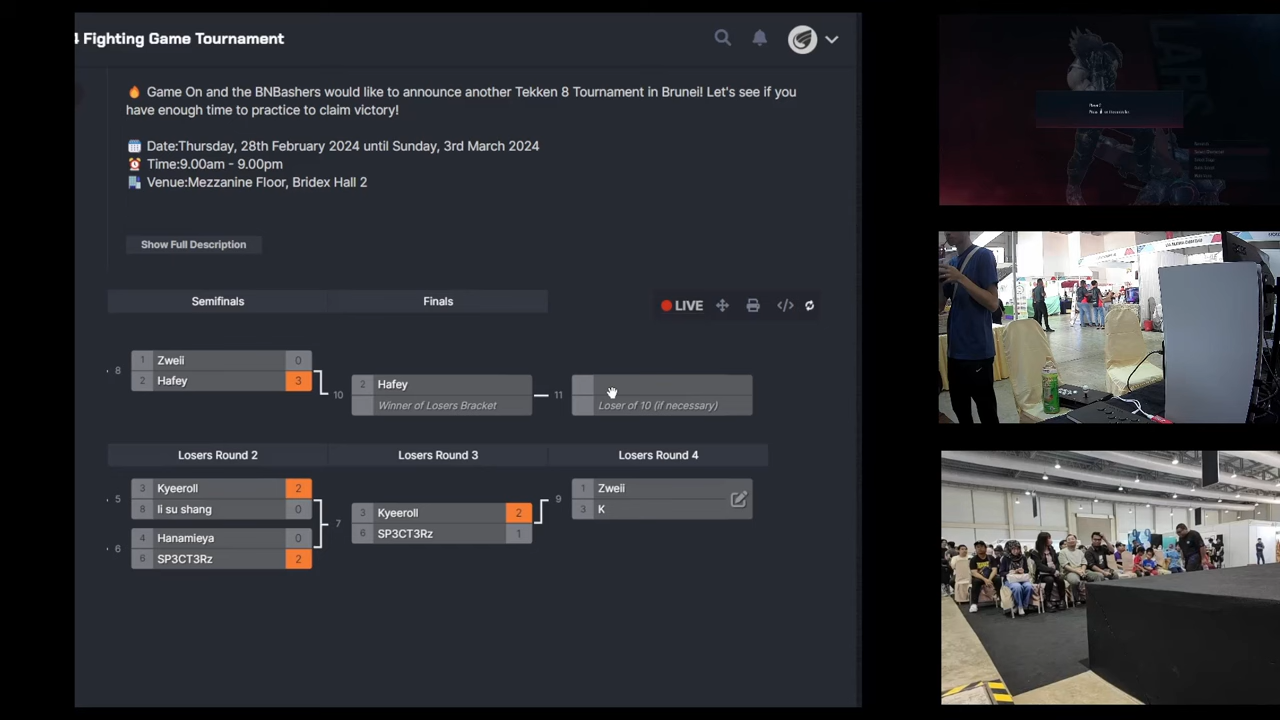 4 Fighting Game Tournament
🔥 Game On and the BNBashers would like to announce another Tekken 8 Tournament in Brunei! Let's see if you
have enough time to practice to claim victory!
Date:Thursday, 28th February 2024 until Sunday, 3rd March 2024
Time:9.00am - 9.00pm
Venue:Mezzanine Floor, Bridex Hall 2
Show Full Description
Semifinals
Finals
LIVE
8
1 Zweii 0
2 Hafey 3
10
2 Hafey
Winner of Losers Bracket
11
Loser of 10 (if necessary)
Losers Round 2
Losers Round 3
Losers Round 4
5
3 Kyeeroll 2
8 li su shang 0
6
4 Hanamieya 0
6 SP3CT3Rz 2
7
3 Kyeeroll 2
6 SP3CT3Rz 1
9
1 Zweii
3 K
LARS